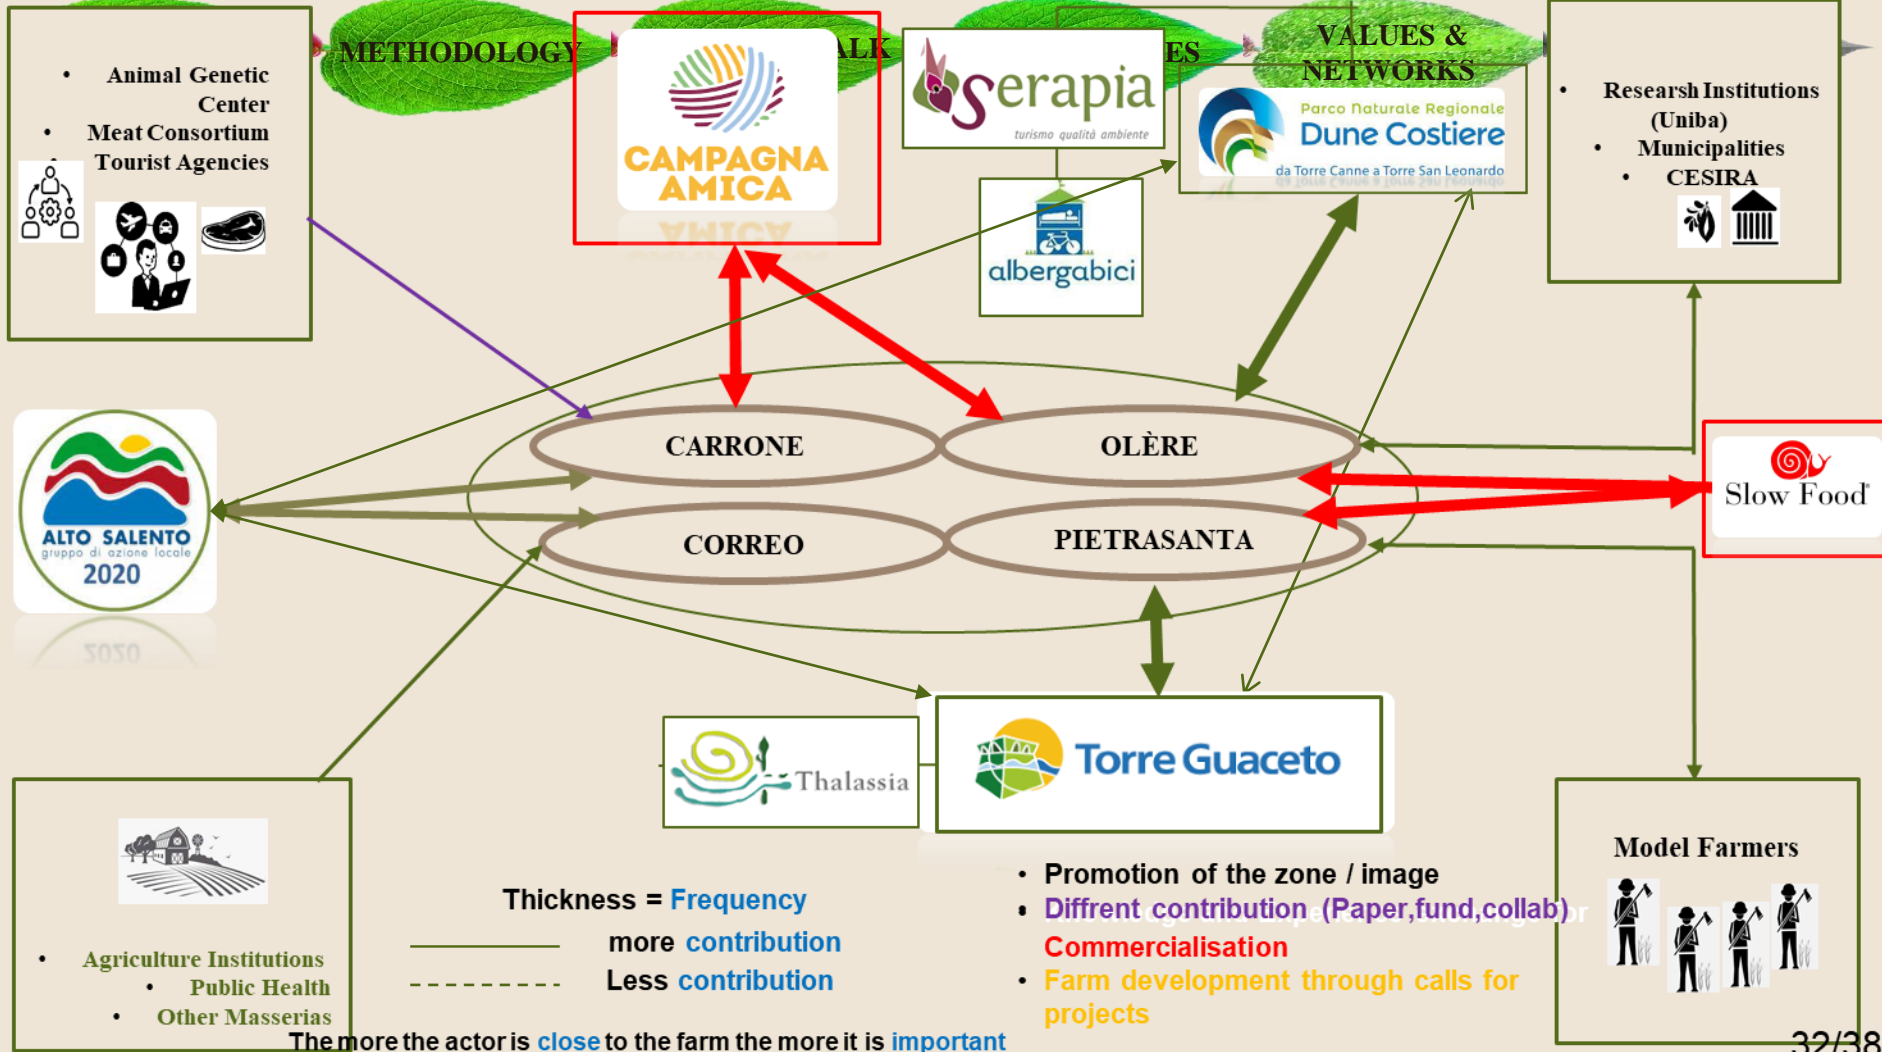 METHODOLOGY
ALK
ES
VALUES &
NETWORKS
• Animal Genetic
Center
• Meat Consortium
Tourist Agencies
CAMPAGNA
AMICA
serapia
turismo qualità ambiente
albergabici
Parco Naturale Regionale
Dune Costiere
da Torre Canne a Torre San Leonardo
• Researsh Institutions
(Uniba)
• Municipalities
• CESIRA
CARRONE
OLÈRE
CORREO
PIETRASANTA
ALTO SALENTO
gruppo di azione locale
2020
Slow Food®
Thalassia
Torre Guaceto
Model Farmers
• Agriculture Institutions
• Public Health
• Other Masserias
Thickness = Frequency
more contribution
Less contribution
The more the actor is close to the farm the more it is important
• Promotion of the zone / image
• Diffrent contribution (Paper,fund,collab)
Commercialisation
• Farm development through calls for
projects
32/38